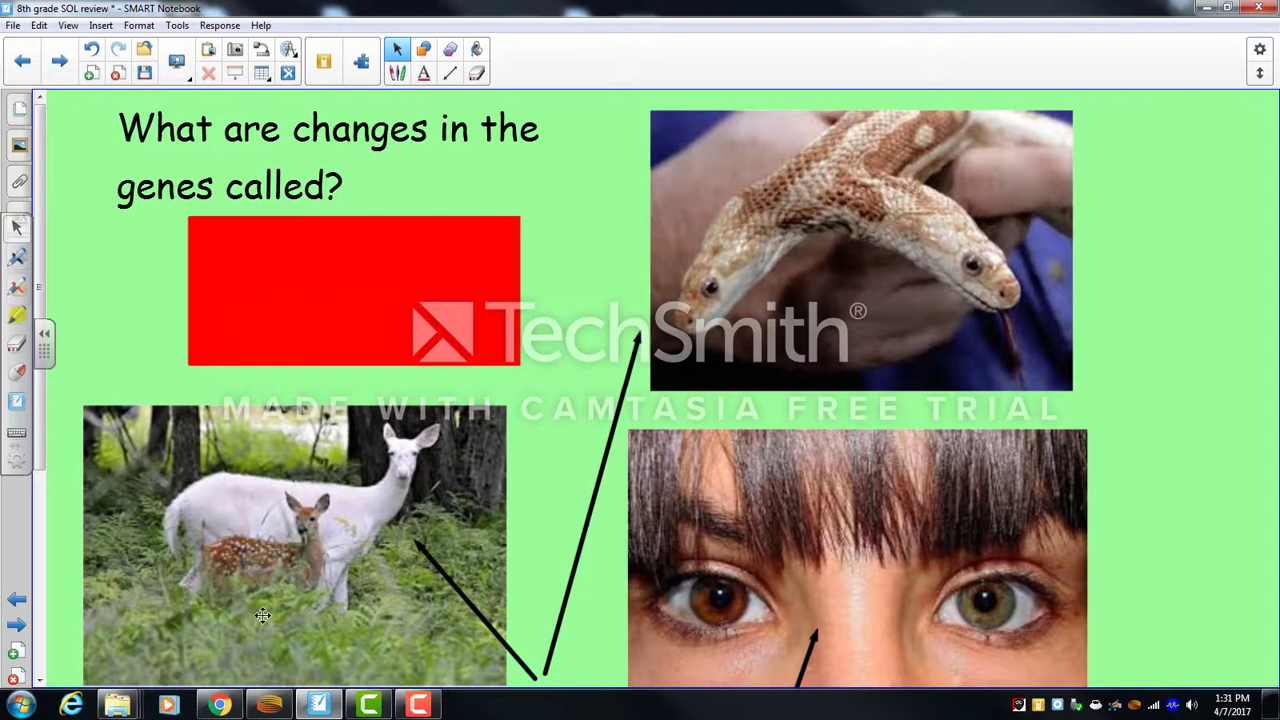 8th grade SOL review * - SMART Notebook
File Edit View Insert Format Tools Response Help
What are changes in the
genes called?
TechSmith®
MADE WITH CAMTASIA FREE TRIAL
1:31 PM
4/7/2017